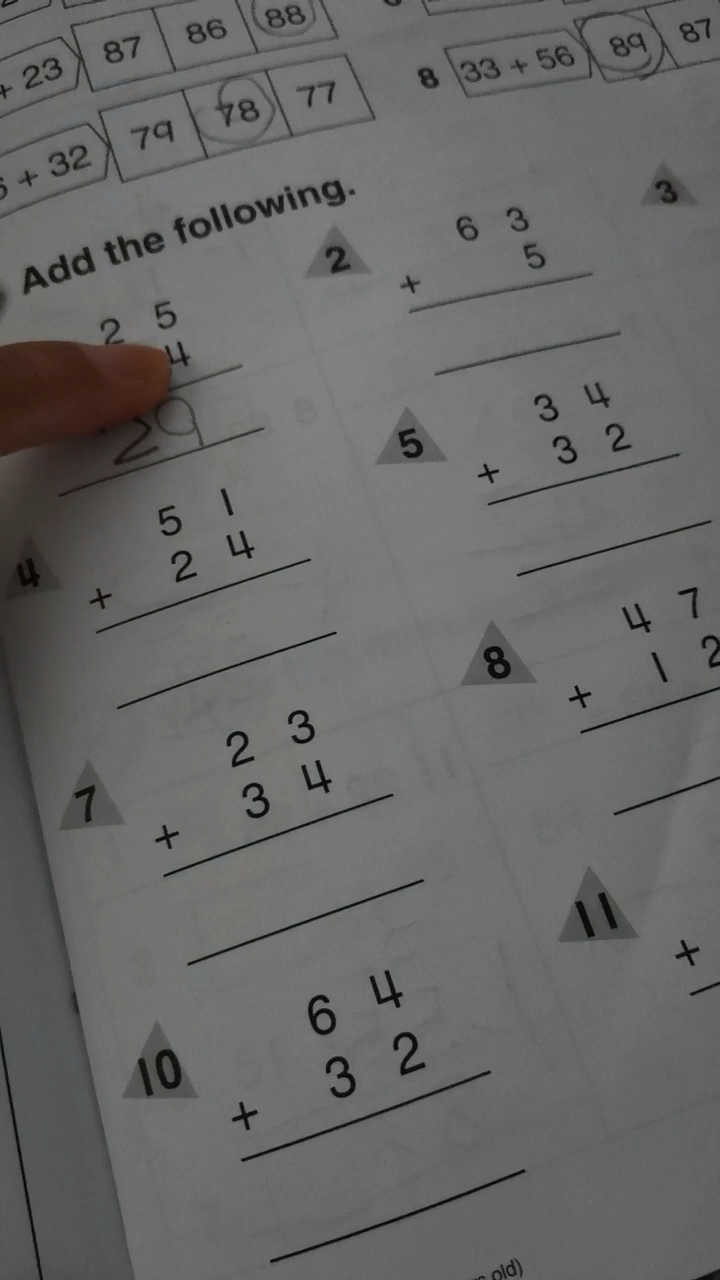 + 23 87 86 88
+ 32 79 78 77
8 33 + 56 89 87
Add the following.
2 5
4
29
2
6 3
+ 5
3
4
5 1
+ 2 4
5
3 4
+ 3 2
7
2 3
+ 3 4
8
4 7
+ 1 2
10
6 4
+ 3 2
11
+
old)